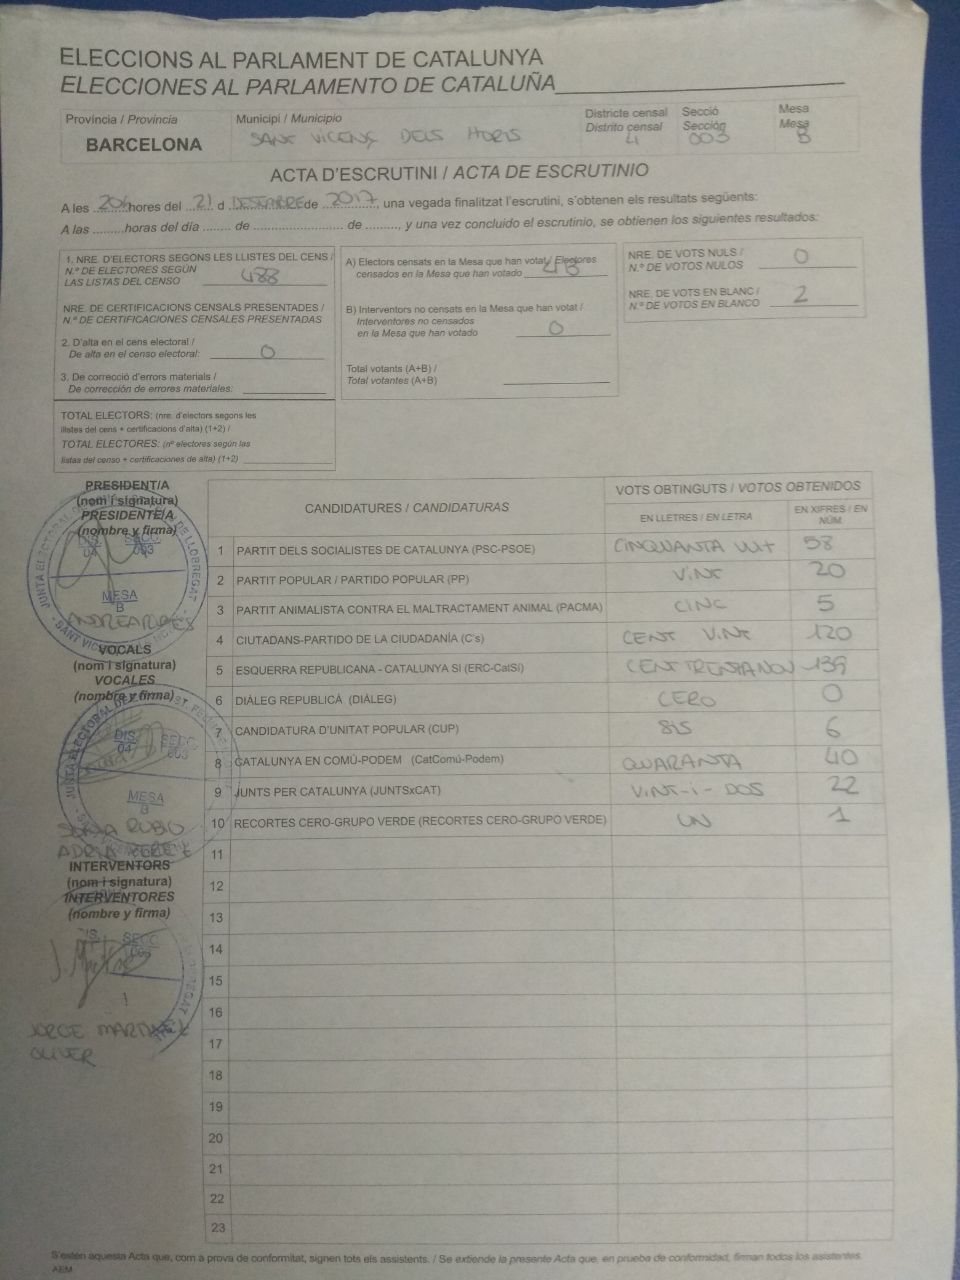 ELECCIONS AL PARLAMENT DE CATALUNYA
ELECCIONES AL PARLAMENTO DE CATALUÑA
Província / Provincia
BARCELONA
Municipi / Municipio
SANT VICENÇ DELS HORTS
Districte censal
Distrito censal
4
Secció
Sección
003
Mesa
Mesa
B
ACTA D'ESCRUTINI / ACTA DE ESCRUTINIO
A les hores del 21 d DESEMBRE de 2017, una vegada finalitzat l'escrutini, s'obtenen els resultats següents:
A las .........horas del día ........ de ........................... de .........., y una vez concluido el escrutinio, se obtienen los siguientes resultados:
1. NRE. D'ELECTORS SEGONS LES LLISTES DEL CENS /
N.º DE ELECTORES SEGÚN
LAS LISTAS DEL CENSO 488
NRE. DE CERTIFICACIONS CENSALS PRESENTADES /
N.º DE CERTIFICACIONES CENSALES PRESENTADAS
2. D'alta en el cens electoral /
De alta en el censo electoral: 0
3. De correcció d'errors materials /
De corrección de errores materiales:
TOTAL ELECTORS: (nre. d'electors segons les
llistes del cens + certificacions d'alta) (1+2) /
TOTAL ELECTORES: (nº electores según las
listas del censo + certificaciones de alta) (1+2)
A) Electors censats en la Mesa que han votat / Electores
censados en la Mesa que han votado
B) Interventors no censats en la Mesa que han votat /
Interventores no censados
en la Mesa que han votado 0
Total votants (A+B) /
Total votantes (A+B)
NRE. DE VOTS NULS /
N.º DE VOTOS NULOS 0
NRE. DE VOTS EN BLANC /
N.º DE VOTOS EN BLANCO 2
PRESIDENT/A
(nom i signatura)
PRESIDENTE/A
(nombre y firma)
DIS. 04 SECC. 003
MESA B
JUNTA ELECTORAL DE
VOCALS
(nom i signatura)
VOCALES
(nombre y firma)
JUNTA ELECTORAL DE
DIS. 04 SECC. 003
MESA B
SONIA RUBIO
ADRIA PEREZ
INTERVENTORS
(nom i signatura)
INTERVENTORES
(nombre y firma)
SECC. 003
JORGE MARTINEZ
OLIVER
CANDIDATURES / CANDIDATURAS
VOTS OBTINGUTS / VOTOS OBTENIDOS
EN LLETRES / EN LETRA
EN XIFRES / EN NÚM.
1 PARTIT DELS SOCIALISTES DE CATALUNYA (PSC-PSOE) CINQUANTA VUIT 58
2 PARTIT POPULAR / PARTIDO POPULAR (PP) VINT 20
3 PARTIT ANIMALISTA CONTRA EL MALTRACTAMENT ANIMAL (PACMA) CINC 5
4 CIUTADANS-PARTIDO DE LA CIUDADANÍA (C's) CENT VINT 120
5 ESQUERRA REPUBLICANA - CATALUNYA SI (ERC-CatSí) CENT TRENTANOU 139
6 DIÀLEG REPUBLICÀ (DIÀLEG) CERO 0
7 CANDIDATURA D'UNITAT POPULAR (CUP) SIS 6
8 CATALUNYA EN COMÚ-PODEM (CatComú-Podem) QUARANTA 40
9 JUNTS PER CATALUNYA (JUNTSxCAT) VINT-I-DOS 22
10 RECORTES CERO-GRUPO VERDE (RECORTES CERO-GRUPO VERDE) UN 1
11
12
13
14
15
16
17
18
19
20
21
22
23
S'estén aquesta Acta que, com a prova de conformitat, signen tots els assistents. / Se extiende la presente Acta que, en prueba de conformidad, firman todos los asistentes.
AEM